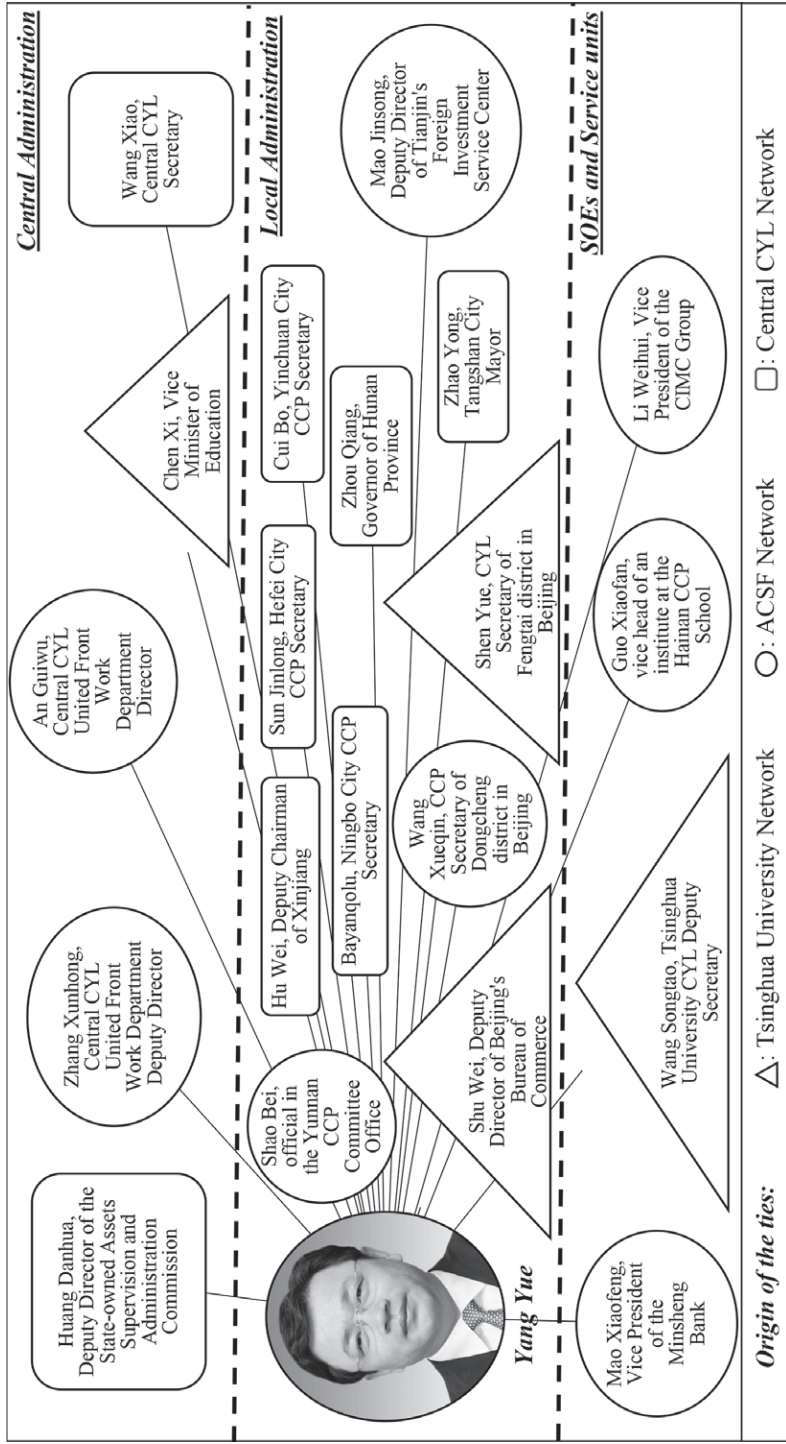 Central Administration
Huang Danhua,
Deputy Director of the
State-owned Assets
Supervision and
Administration
Commission
Zhang Xunhong,
Central CYL
United Front
Work Department
Deputy Director
An Guiwu,
Central CYL
United Front
Work
Department
Director
Chen Xi, Vice
Minister of
Education
Wang Xiao,
Central CYL
Secretary
Local Administration
Shao Bei,
official in
the Yunnan
CCP
Committee
Office
Hu Wei, Deputy Chairman
of Xinjiang
Sun Jinlong, Hefei City
CCP Secretary
Cui Bo, Yinchuan City
CCP Secretary
Bayanqolu, Ningbo City CCP
Secretary
Zhou Qiang,
Governor of Hunan
Province
Mao Jinsong,
Deputy Director
of Tianjin's
Foreign
Investment
Service Center
Wang
Xueqin, CCP
Secretary of
Dongcheng
district in
Beijing
Zhao Yong,
Tangshan City
Mayor
Shu Wei, Deputy
Director of Beijing's
Bureau of
Commerce
Shen Yue, CYL
Secretary of
Fengtai district in
Beijing
Yang Yue
SOEs and Service units
Mao Xiaofeng,
Vice President
of the
Minsheng
Bank
Wang Songtao, Tsinghua
University CYL Deputy
Secretary
Guo Xiaofan,
vice head of an
institute at the
Hainan CCP
School
Li Weihui, Vice
President of the
CIMC Group
Origin of the ties:
: Tsinghua University Network
: ACSF Network
: Central CYL Network